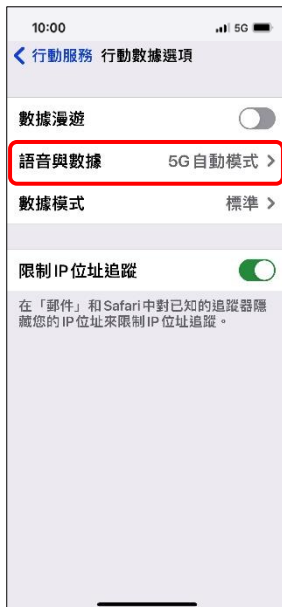 10:00 5G
行動服務 行動數據選項
數據漫遊
語音與數據 5G自動模式
數據模式 標準
限制IP位址追蹤
在「郵件」和Safari中對已知的追蹤器隱
藏您的IP位址來限制IP位址追蹤。